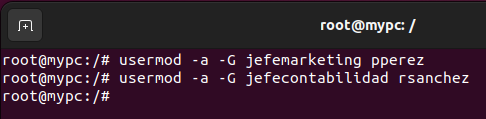 root@mypc: /
root@mypc:/# usermod -a -G jefemarketing pperez
root@mypc:/# usermod -a -G jefecontabilidad rsanchez
root@mypc:/#